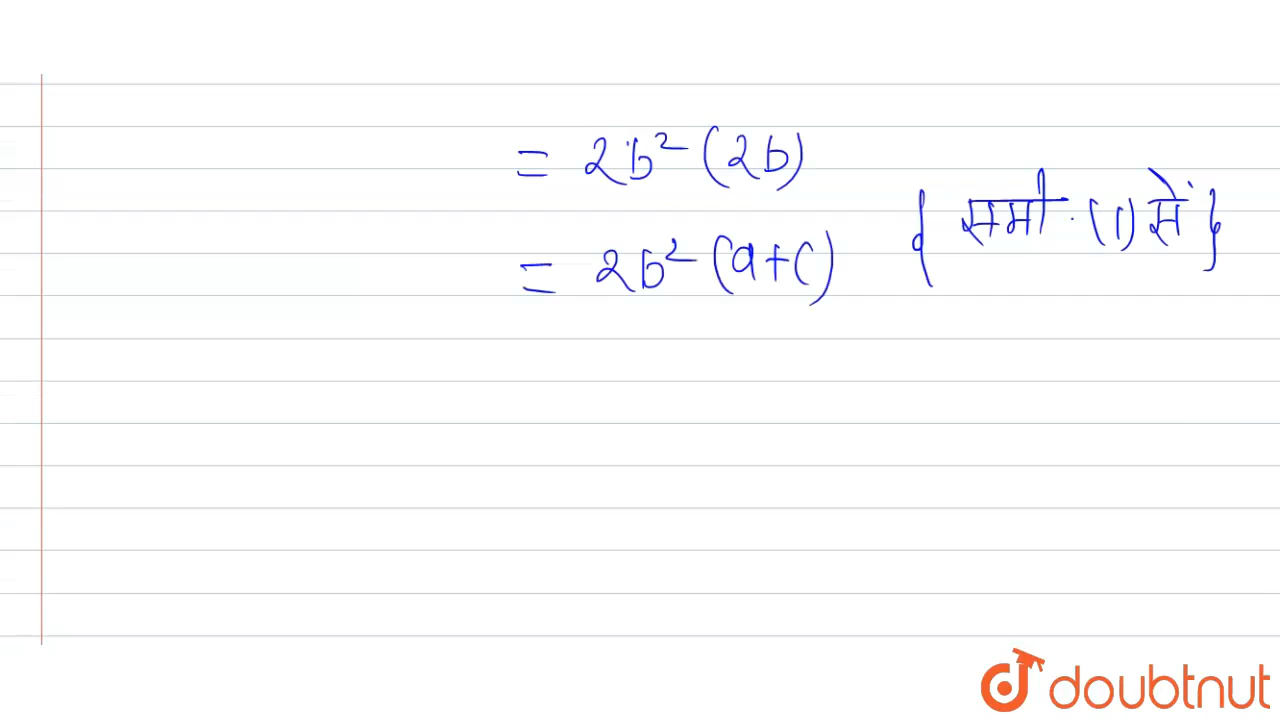 = 2b² (2b)
= 2b² (a+c) { समी. (1) से }
doubtnut